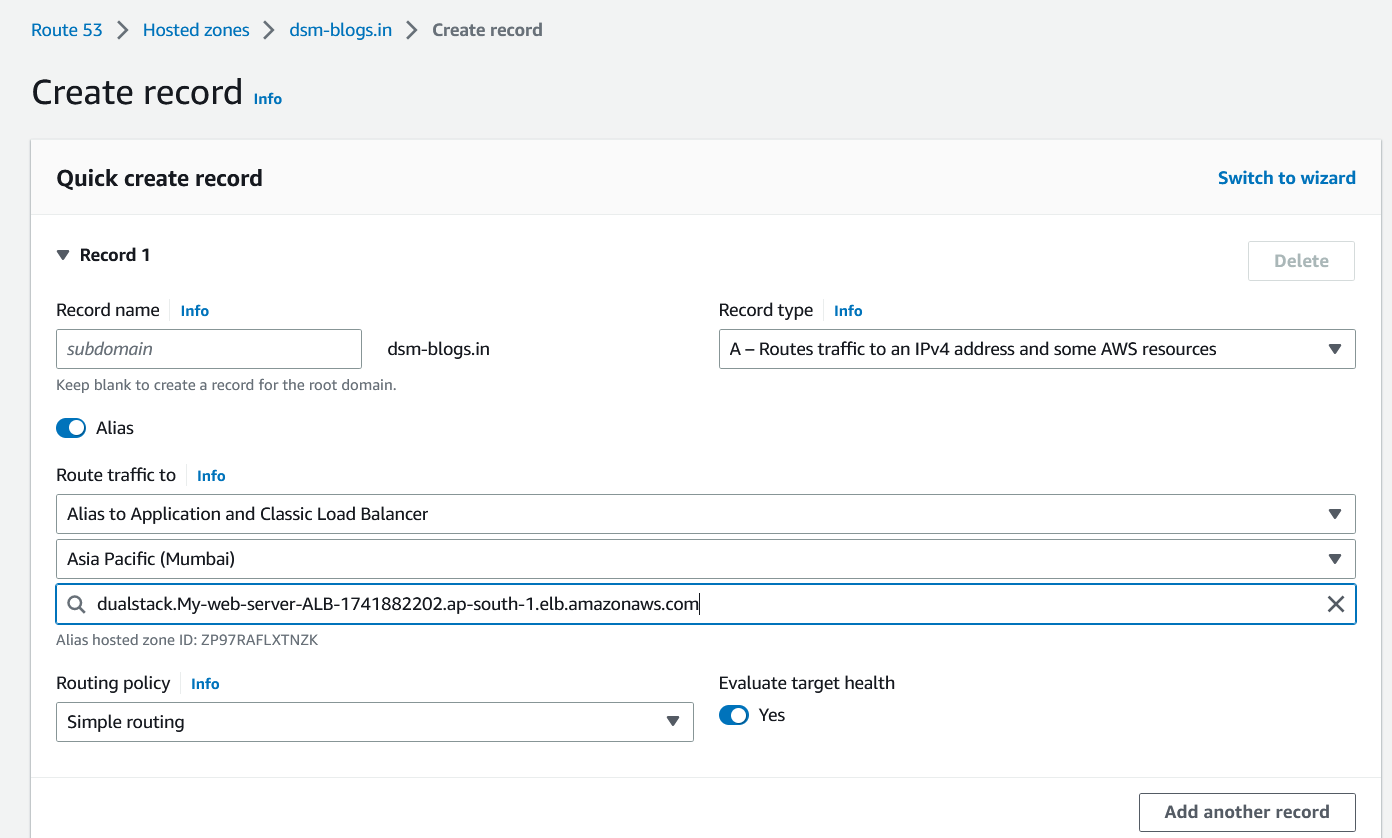 Route 53 > Hosted zones > dsm-blogs.in > Create record
Create record Info
Quick create record Switch to wizard
Record 1 Delete
Record name Info Record type Info
subdomain dsm-blogs.in A – Routes traffic to an IPv4 address and some AWS resources
Keep blank to create a record for the root domain.
Alias
Route traffic to Info
Alias to Application and Classic Load Balancer
Asia Pacific (Mumbai)
dualstack.My-web-server-ALB-1741882202.ap-south-1.elb.amazonaws.com
Alias hosted zone ID: ZP97RAFLXTNZK
Routing policy Info Evaluate target health
Simple routing Yes
Add another record